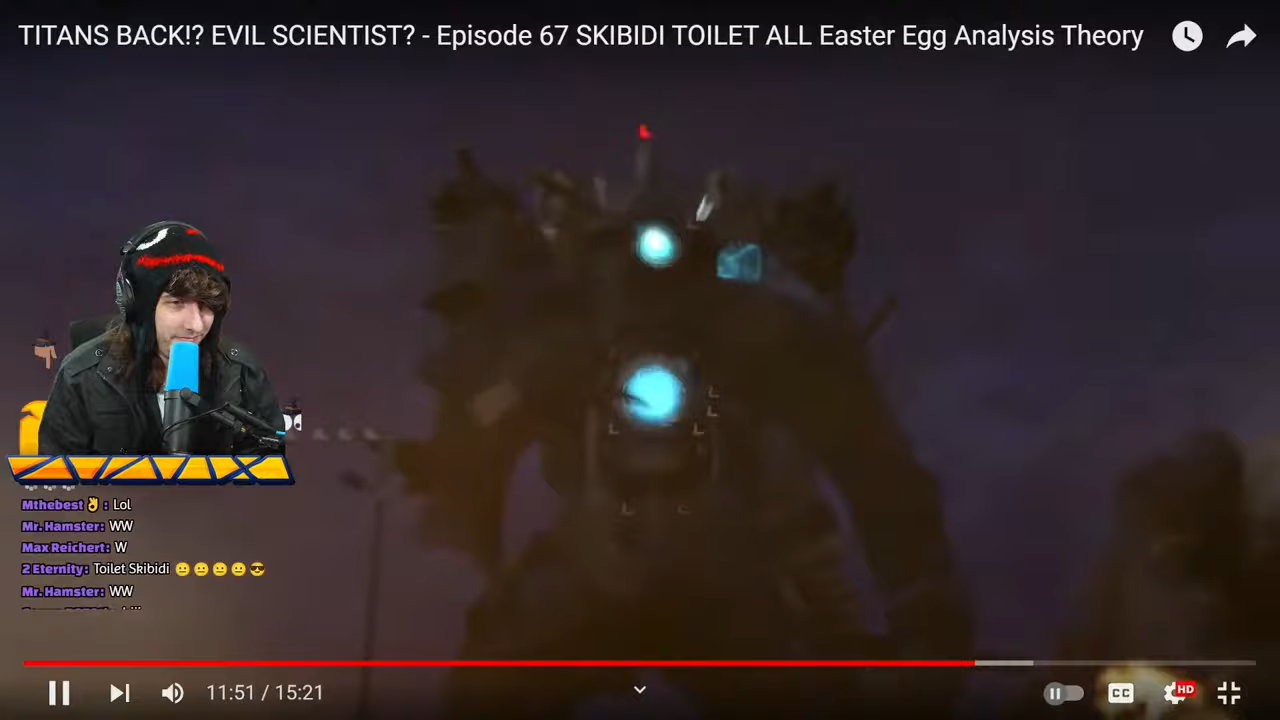 TITANS BACK!? EVIL SCIENTIST? - Episode 67 SKIBIDI TOILET ALL Easter Egg Analysis Theory
Mthebest👌: Lol
Mr. Hamster: WW
Max Reichert: W
2 Eternity: Toilet Skibidi 😐😐😐😐😎
Mr. Hamster: WW
11:51 / 15:21
CC
HD